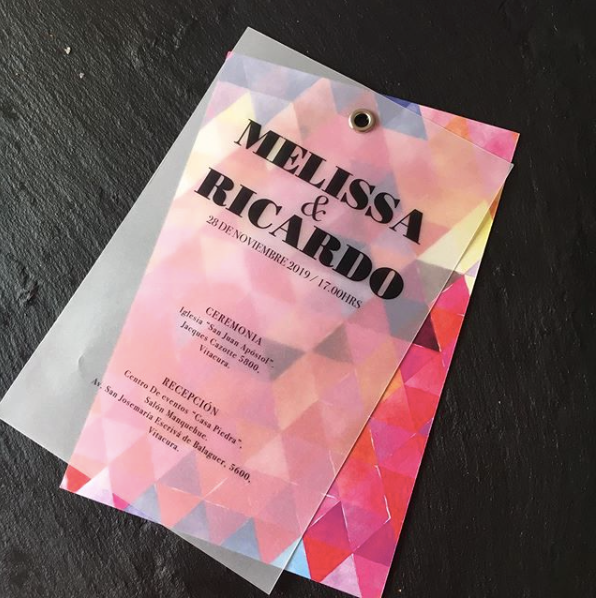 MELISSA
&
RICARDO
28 DE NOVIEMBRE 2019 / 17.00HRS
CEREMONIA
Iglesia "San Juan Apóstol".
Jacques Cazotte 5800.
Vitacura.
RECEPCIÓN
Centro De eventos "Casa Piedra".
Salón Manquehue.
Av. San Josemaría Escrivá de Balaguer, 5600.
Vitacura.